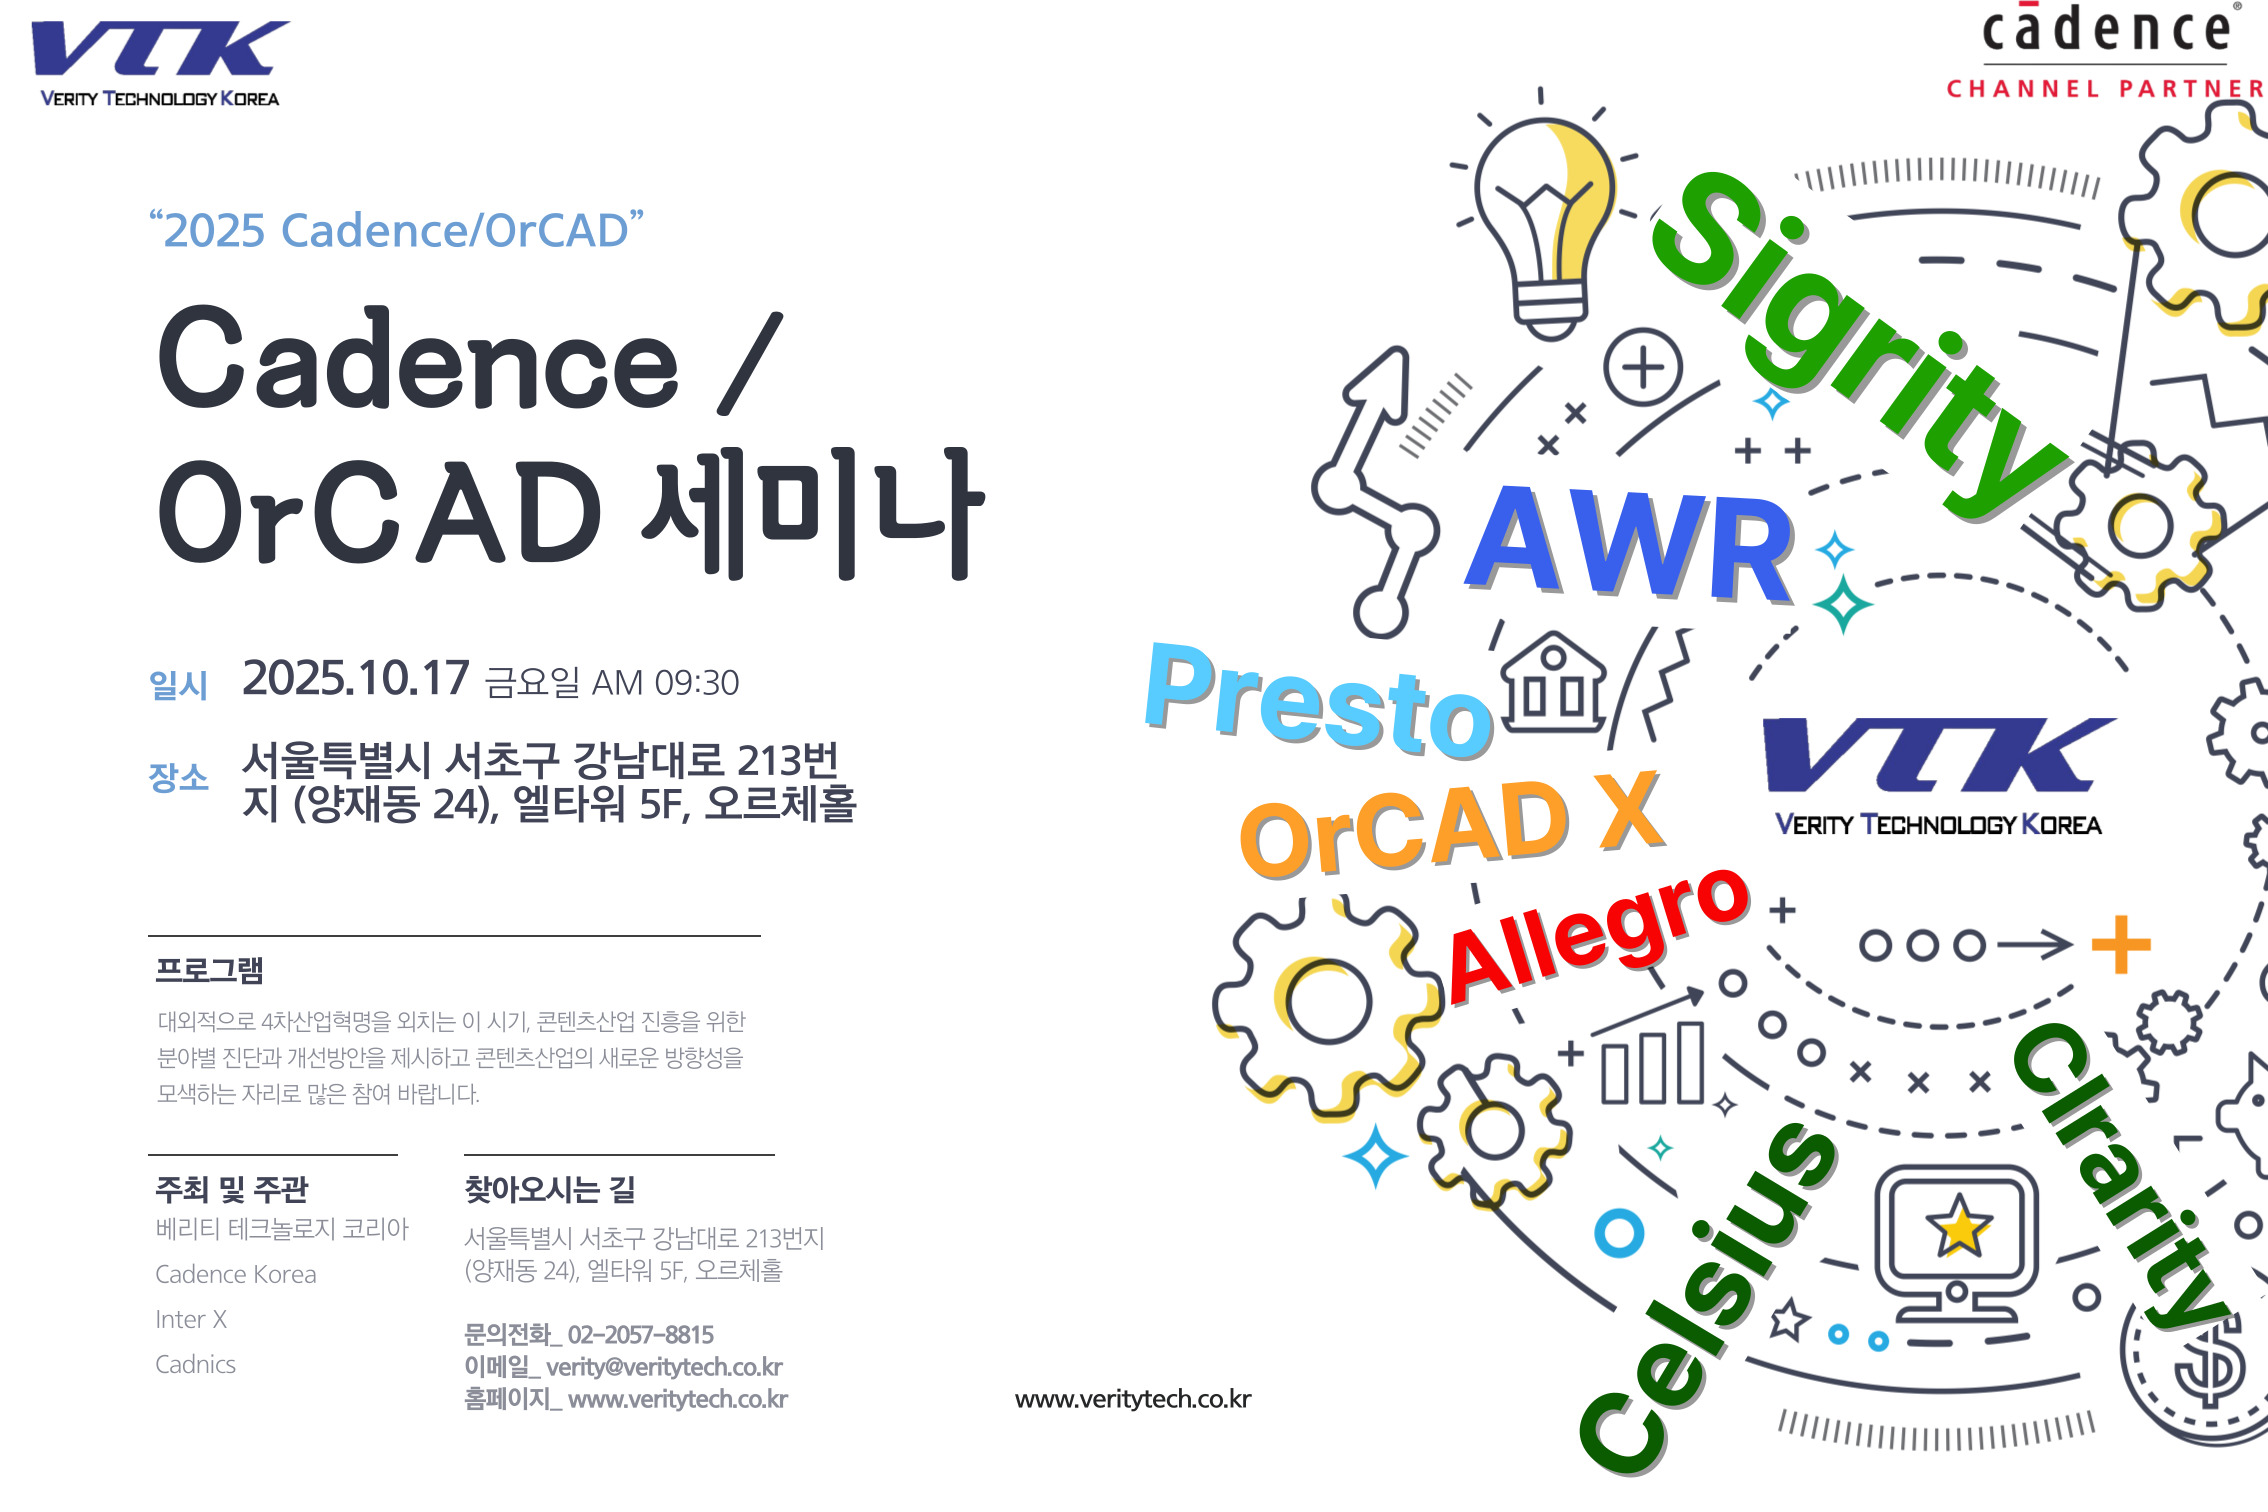 VTK
VERITY TECHNOLOGY KOREA
cādence®
CHANNEL PARTNER
“2025 Cadence/OrCAD”
Cadence /
OrCAD 세미나
일시 2025.10.17 금요일 AM 09:30
장소 서울특별시 서초구 강남대로 213번
지 (양재동 24), 엘타워 5F, 오르체홀
프로그램
대외적으로 4차산업혁명을 외치는 이 시기, 콘텐츠산업 진흥을 위한
분야별 진단과 개선방안을 제시하고 콘텐츠산업의 새로운 방향성을
모색하는 자리로 많은 참여 바랍니다.
주최 및 주관
베리티 테크놀로지 코리아
Cadence Korea
Inter X
Cadnics
찾아오시는 길
서울특별시 서초구 강남대로 213번지
(양재동 24), 엘타워 5F, 오르체홀
문의전화_ 02-2057-8815
이메일_ verity@veritytech.co.kr
홈페이지_ www.veritytech.co.kr
www.veritytech.co.kr
Sigrity
AWR
Presto
OrCAD X
Allegro
VTK
VERITY TECHNOLOGY KOREA
Clrarity
Celsius
$